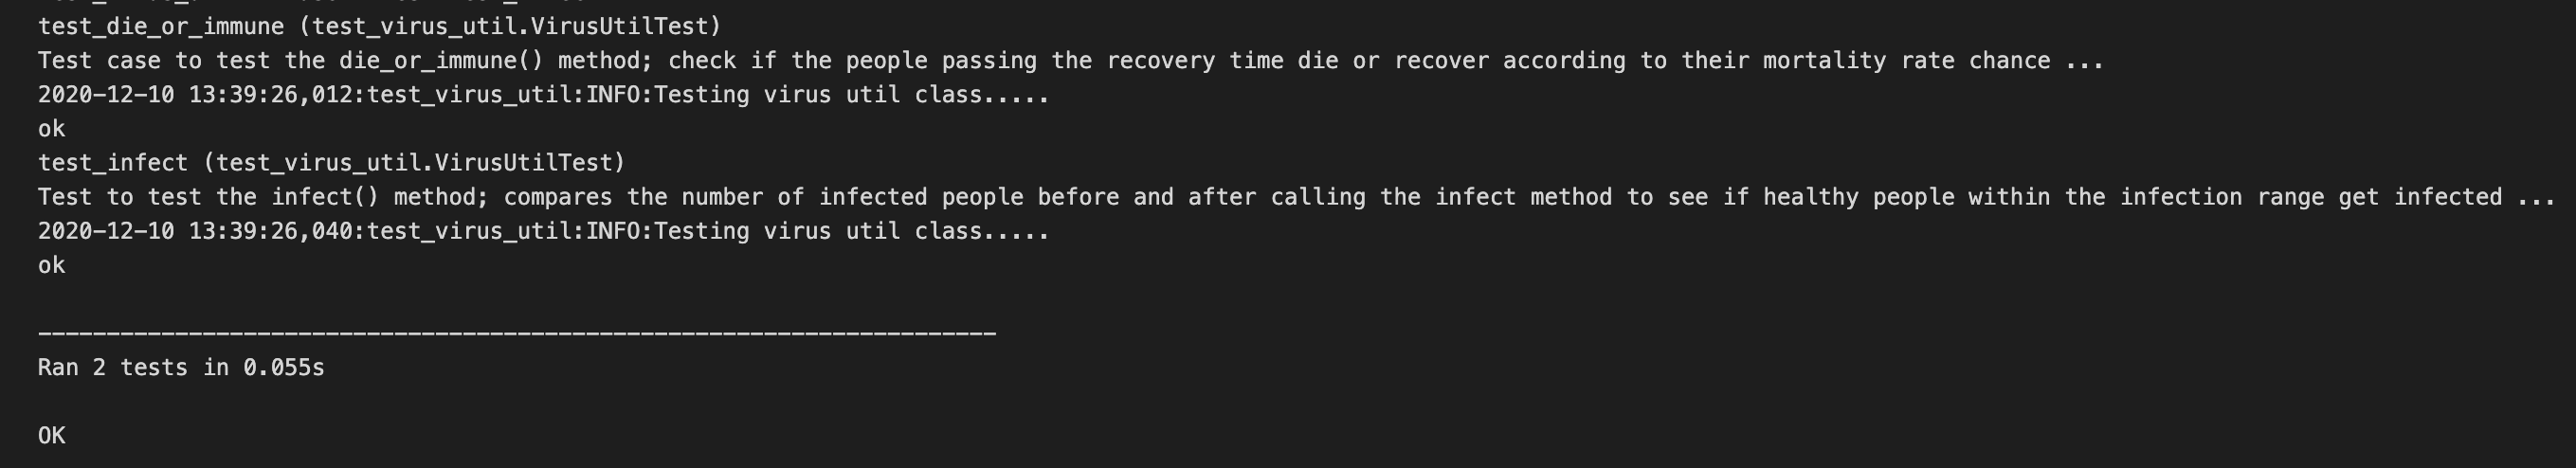 test_die_or_immune (test_virus_util.VirusUtilTest)
Test case to test the die_or_immune() method; check if the people passing the recovery time die or recover according to their mortality rate chance ...
2020-12-10 13:39:26,012:test_virus_util:INFO:Testing virus util class.....
ok
test_infect (test_virus_util.VirusUtilTest)
Test to test the infect() method; compares the number of infected people before and after calling the infect method to see if healthy people within the infection range get infected ...
2020-12-10 13:39:26,040:test_virus_util:INFO:Testing virus util class.....
ok
----------------------------------------------------------------------
Ran 2 tests in 0.055s
OK